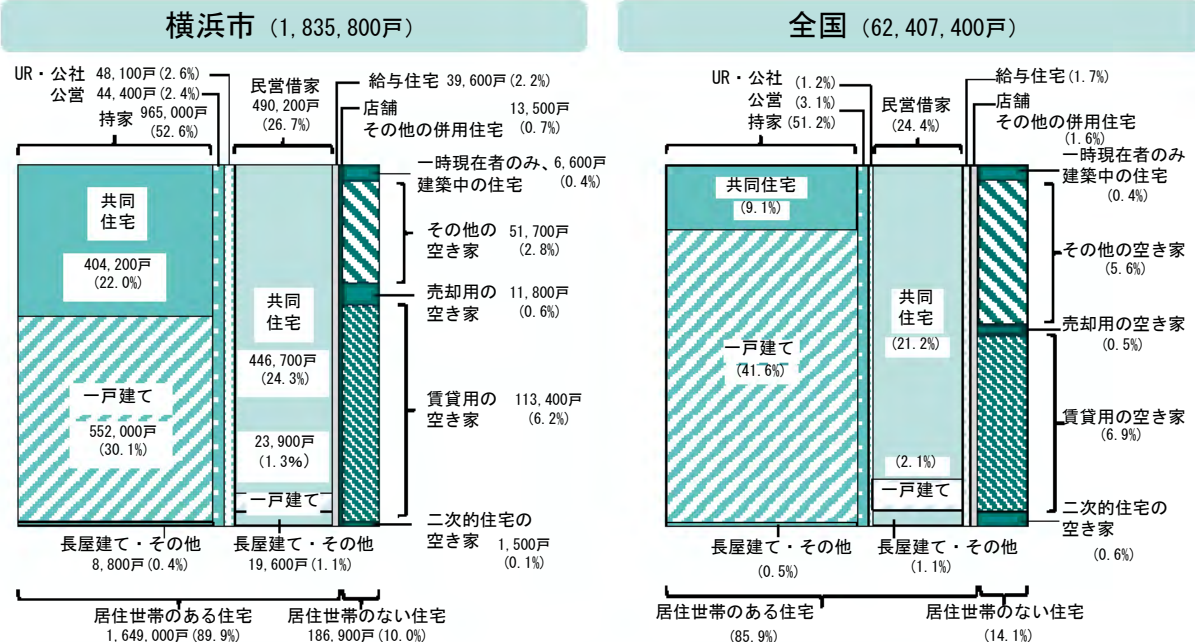 横浜市（1,835,800戸）
UR・公社 48,100戸(2.6%)
公営 44,400戸(2.4%)
持家 965,000戸
(52.6%)
民営借家
490,200戸
(26.7%)
給与住宅 39,600戸(2.2%)
店舗 13,500戸
その他の併用住宅 (0.7%)
一時現在者のみ、 6,600戸
建築中の住宅 (0.4%)
その他の 51,700戸
空き家 (2.8%)
売却用の 11,800戸
空き家 (0.6%)
賃貸用の 113,400戸
空き家 (6.2%)
二次的住宅の
空き家 1,500戸
(0.1%)
共同
住宅
404,200戸
(22.0%)
一戸建て
552,000戸
(30.1%)
共同
住宅
446,700戸
(24.3%)
23,900戸
(1.3%)
一戸建て
長屋建て・その他
8,800戸(0.4%)
長屋建て・その他
19,600戸(1.1%)
居住世帯のある住宅
1,649,000戸(89.9%)
居住世帯のない住宅
186,900戸(10.0%)
全国（62,407,400戸）
UR・公社 (1.2%)
公営 (3.1%)
持家(51.2%)
民営借家
(24.4%)
給与住宅(1.7%)
店舗
その他の併用住宅
(1.6%)
一時現在者のみ
建築中の住宅
(0.4%)
その他の空き家
(5.6%)
売却用の空き家
(0.5%)
賃貸用の空き家
(6.9%)
二次的住宅の
空き家
(0.6%)
共同住宅
(9.1%)
一戸建て
(41.6%)
共同
住宅
(21.2%)
(2.1%)
一戸建て
長屋建て・その他
(0.5%)
長屋建て・その他
(1.1%)
居住世帯のある住宅
(85.9%)
居住世帯のない住宅
(14.1%)